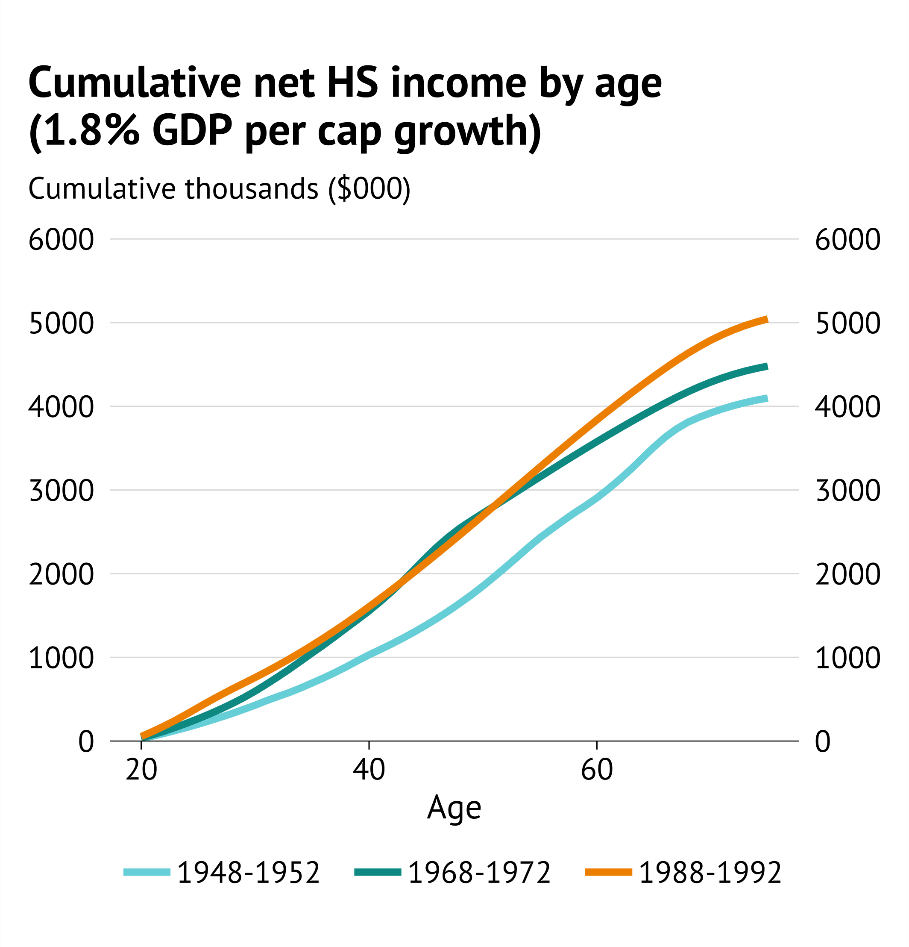 Cumulative net HS income by age
(1.8% GDP per cap growth)
Cumulative thousands ($000)
6000 6000
5000 5000
4000 4000
3000 3000
2000 2000
1000 1000
0 0
20 40 60
Age
1948-1952 1968-1972 1988-1992